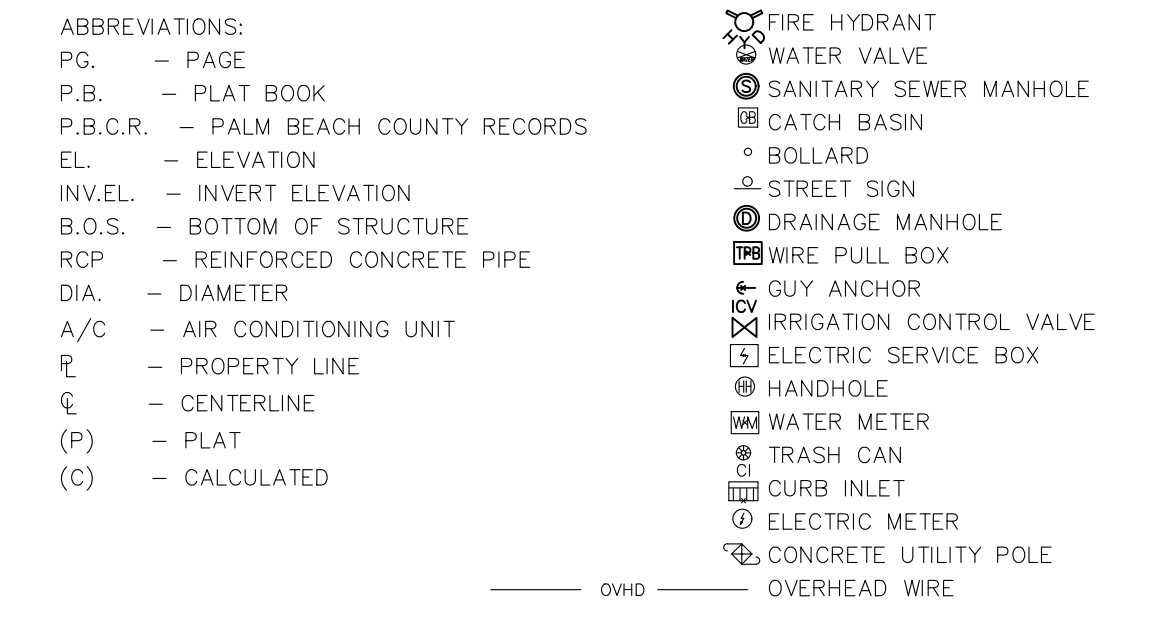 ABBREVIATIONS:
PG. – PAGE
P.B. – PLAT BOOK
P.B.C.R. – PALM BEACH COUNTY RECORDS
EL. – ELEVATION
INV.EL. – INVERT ELEVATION
B.O.S. – BOTTOM OF STRUCTURE
RCP – REINFORCED CONCRETE PIPE
DIA. – DIAMETER
A/C – AIR CONDITIONING UNIT
⅊ – PROPERTY LINE
℄ – CENTERLINE
(P) – PLAT
(C) – CALCULATED
HYD FIRE HYDRANT
WATER VALVE
S SANITARY SEWER MANHOLE
CB CATCH BASIN
BOLLARD
STREET SIGN
D DRAINAGE MANHOLE
TPB WIRE PULL BOX
GUY ANCHOR
ICV
IRRIGATION CONTROL VALVE
ELECTRIC SERVICE BOX
HH HANDHOLE
WM WATER METER
TRASH CAN
CI
CURB INLET
ELECTRIC METER
CONCRETE UTILITY POLE
OVHD OVERHEAD WIRE